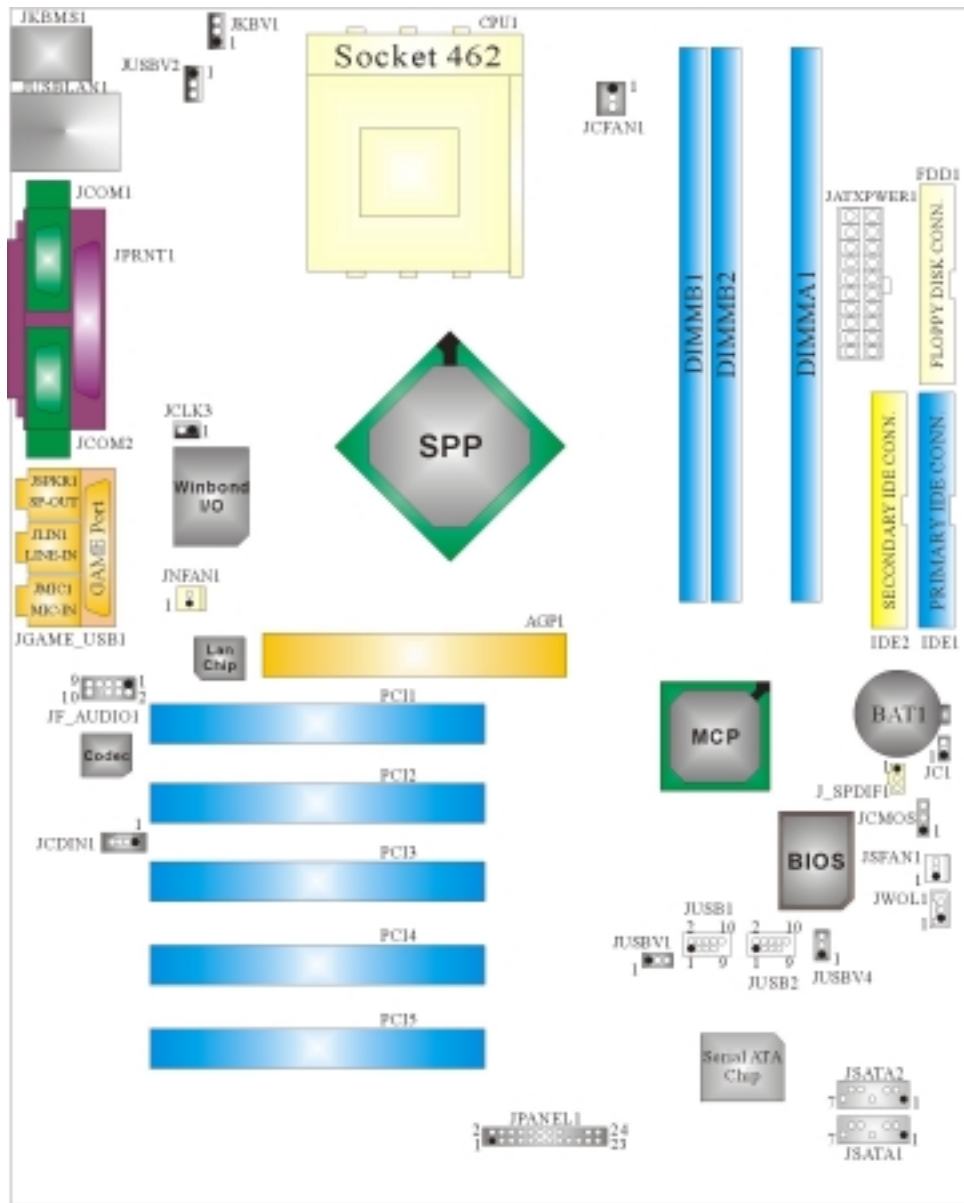 JKBMS1
JKBV1
1
CPU1
Socket 462
JUSBV2
1
JUSBLAN1
1
JCFAN1
FDD1
JCOM1
JATXPWER1
JPRNT1
FLOPPY DISK CONN.
DIMMB1
DIMMB2
DIMMA1
JCLK3
1
JCOM2
SPP
Winbond
I/O
JSPKR1
SP-OUT
JLIN1
LINE-IN
JMIC1
MIC-IN
GAME Port
SECONDARY IDE CONN.
PRIMARY IDE CONN.
JNFAN1
1
JGAME_USB1
AGP1
IDE2
IDE1
Lan
Chip
9
1
10
2
JF_AUDIO1
PCI1
MCP
BAT1
Codec
1
JC1
PCI2
1
J_SPDIF1
JCMOS
1
1
JCDIN1
PCI3
BIOS
JSFAN1
1
JWOL1
1
JUSB1
2
10
2
10
JUSBV1
1
1
9
1
9
1
JUSB2
JUSBV4
PCI4
PCI5
Serial ATA
Chip
JSATA2
7
1
JPANEL1
2
24
1
23
7
1
JSATA1